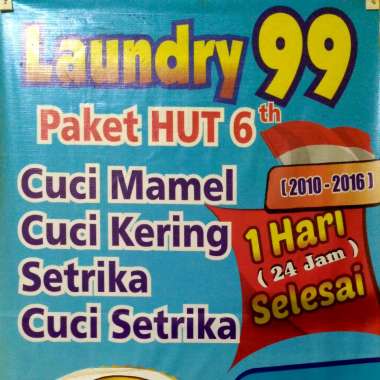 Laundry 99
Paket HUT 6th
Cuci Mamel
Cuci Kering
Setrika
Cuci Setrika
(2010 - 2016)
1 Hari
(24 Jam)
Selesai